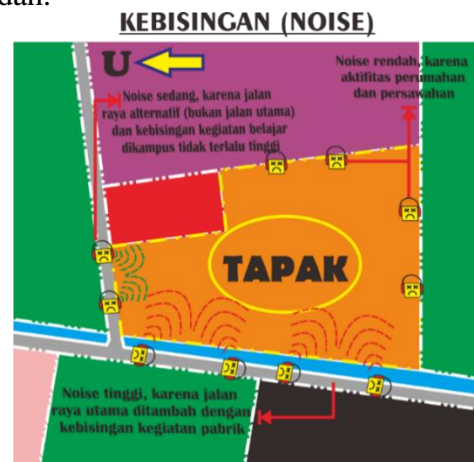 dan.
KEBISINGAN (NOISE)
U
Noise rendah, karena
aktifitas perumahan
dan persawahan
Noise sedang, karena jalan
raya alternatif (bukan jalan utama)
dan kebisingan kegiatan belajar
dikampus tidak terlalu tinggi
TAPAK
Noise tinggi, karena jalan
raya utama ditambah dengan
kebisingan kegiatan pabrik